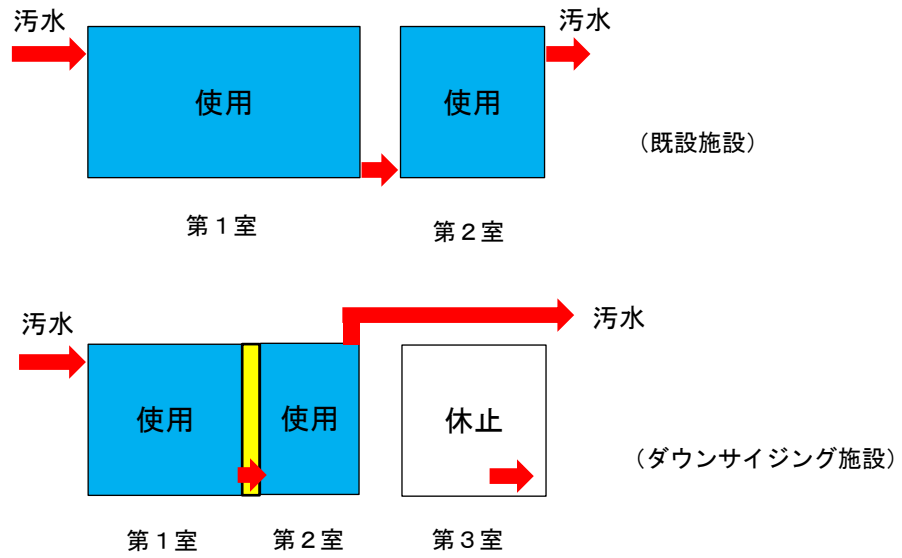 汚水
汚水
使用
使用
（既設施設）
第１室
第２室
汚水
汚水
使用
使用
休止
（ダウンサイジング施設）
第１室
第２室
第３室